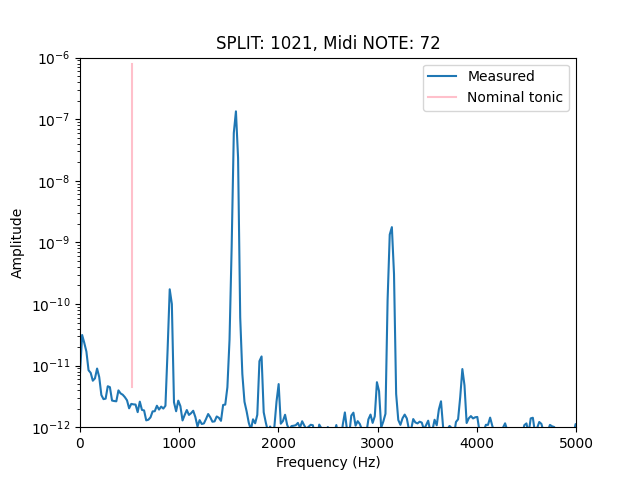 SPLIT: 1021, Midi NOTE: 72
10⁻⁶
10⁻⁷
10⁻⁸
10⁻⁹
10⁻¹⁰
10⁻¹¹
10⁻¹²
Amplitude
Measured
Nominal tonic
0
1000
2000
3000
4000
5000
Frequency (Hz)